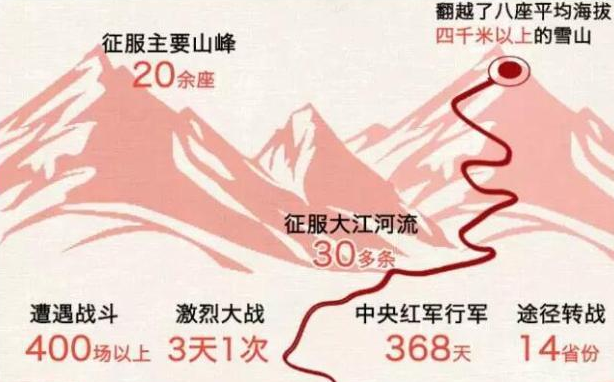 翻越了八座平均海拔
四千米以上的雪山
征服主要山峰
20余座
征服大江河流
30多条
遭遇战斗 激烈大战 中央红军行军 途径转战
400场以上 3天1次 368天 14省份